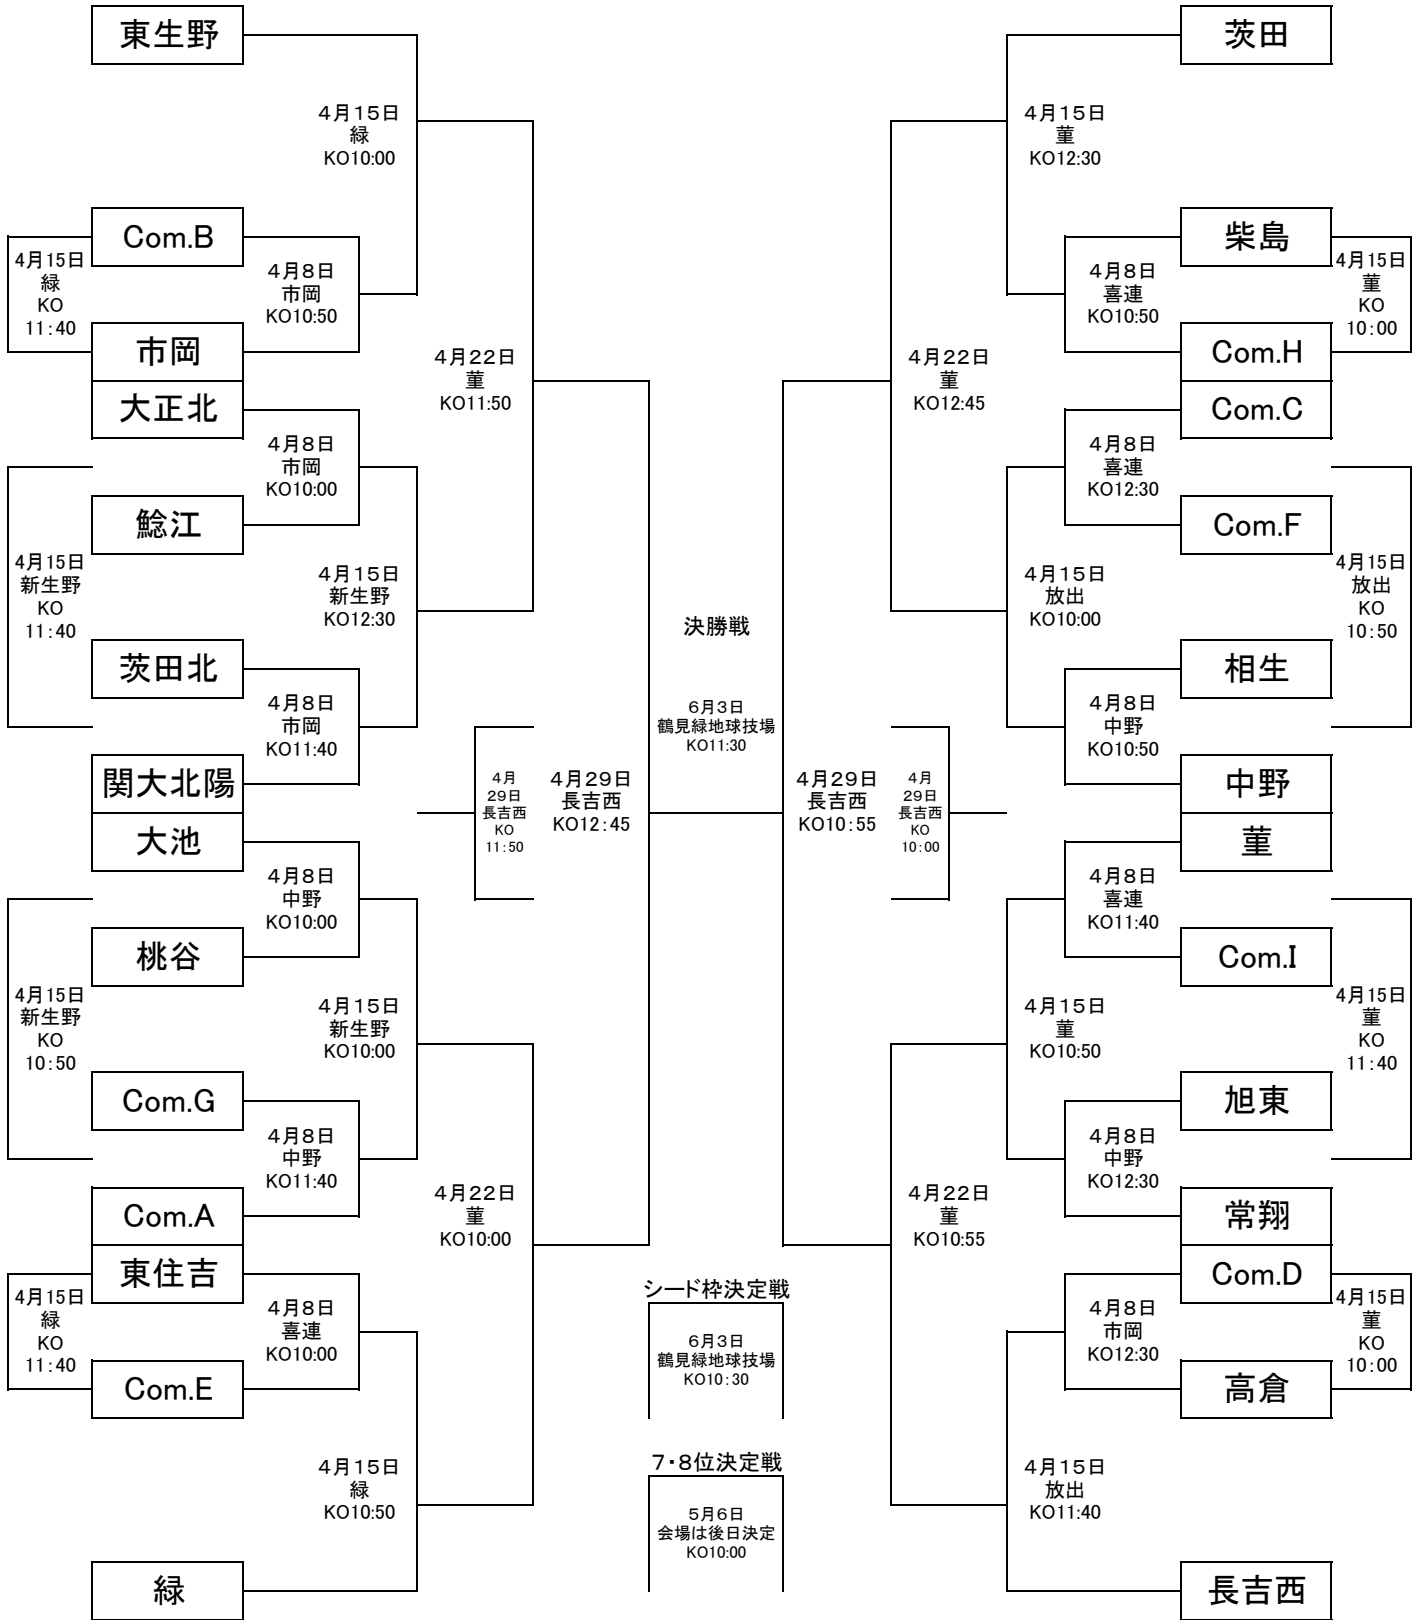 東生野
４月１５日
緑
KO10:00
Com.B
4月15日
緑
KO
11：40
４月８日
市岡
KO10:50
市岡
大正北
４月８日
市岡
KO10:00
鯰江
4月15日
新生野
KO
11：40
４月１５日
新生野
KO12:30
茨田北
４月８日
市岡
KO11:40
関大北陽
４月２２日
菫
KO11:50
大池
４月８日
中野
KO10:00
桃谷
4月15日
新生野
KO
10：50
４月１５日
新生野
KO10:00
Com.G
４月８日
中野
KO11:40
Com.A
東住吉
4月15日
緑
KO
11：40
４月８日
喜連
KO10:00
Com.E
４月２２日
菫
KO10:00
４月１５日
緑
KO10:50
緑
４月
２９日
長吉西
KO
11：50
４月２９日
長吉西
KO12：45
決勝戦
６月３日
鶴見緑地球技場
KO11：30
４月２９日
長吉西
KO10：55
４月
２９日
長吉西
KO
10：00
シード枠決定戦
６月３日
鶴見緑地球技場
KO10：30
７・８位決定戦
５月６日
会場は後日決定
KO10:00
茨田
４月１５日
菫
KO12:30
柴島
４月８日
喜連
KO10:50
4月15日
菫
KO
10：00
Com.H
Com.C
４月２２日
菫
KO12:45
４月８日
喜連
KO12:30
Com.F
４月１５日
放出
KO10:00
4月15日
放出
KO
10：50
相生
４月８日
中野
KO10:50
中野
菫
４月８日
喜連
KO11:40
Com.I
４月１５日
菫
KO10:50
4月15日
菫
KO
11：40
旭東
４月８日
中野
KO12:30
常翔
４月２２日
菫
KO10:55
Com.D
４月８日
市岡
KO12:30
4月15日
菫
KO
10：00
高倉
４月１５日
放出
KO11:40
長吉西